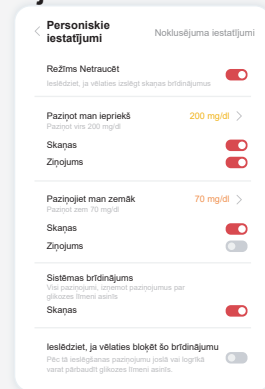 Personiskie
iestatījumi
Noklusējuma iestatījumi
Režīms Netraucēt
Ieslēdziet, ja vēlaties izslēgt skaņas brīdinājumus
Paziņot man iepriekš 200 mg/dl
Paziņot virs 200 mg/dl
Skaņas
Ziņojums
Paziņojiet man zemāk 70 mg/dl
Paziņot zem 70 mg/dl
Skaņas
Ziņojums
Sistēmas brīdinājums
Visi paziņojumi, izņemot paziņojumus par
glikozes līmeni asinīs
Skaņas
Ieslēdziet, ja vēlaties bloķēt šo brīdinājumu
Pēc tā ieslēgšanas paziņojumu joslā vai logrīkā
varat pārbaudīt glikozes līmeni asinīs.